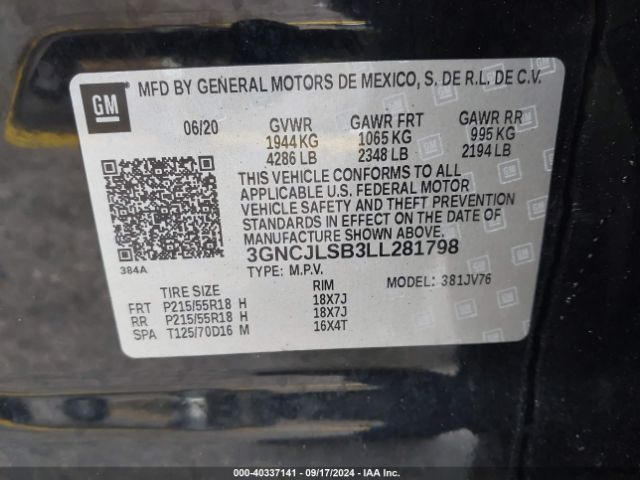 GM
MFD BY GENERAL MOTORS DE MEXICO, S. DE R.L. DE C.V.
06/20 GVWR GAWR FRT GAWR RR
1944 KG 1065 KG 995 KG
4286 LB 2348 LB 2194 LB
THIS VEHICLE CONFORMS TO ALL
APPLICABLE U.S. FEDERAL MOTOR
VEHICLE SAFETY AND THEFT PREVENTION
STANDARDS IN EFFECT ON THE DATE OF
MANUFACTURE SHOWN ABOVE.
384A 3GNCJLSB3LL281798
TYPE: M.P.V. MODEL: 381JV76
TIRE SIZE RIM
FRT P215/55R18 H 18X7J
RR P215/55R18 H 18X7J
SPA T125/70D16 M 16X4T
000-40337141 - 09/17/2024 - IAA Inc.